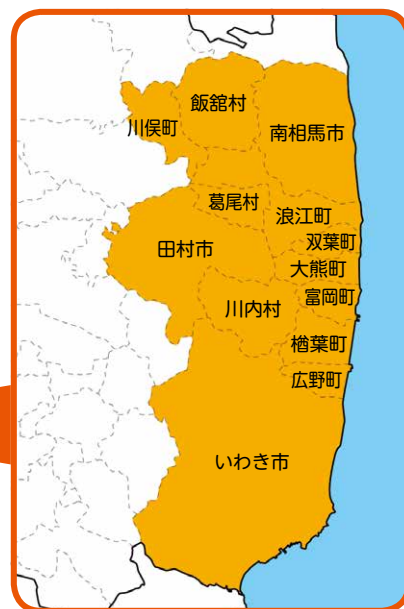 飯舘村
川俣町
南相馬市
葛尾村
浪江町
双葉町
田村市
大熊町
富岡町
川内村
楢葉町
広野町
いわき市